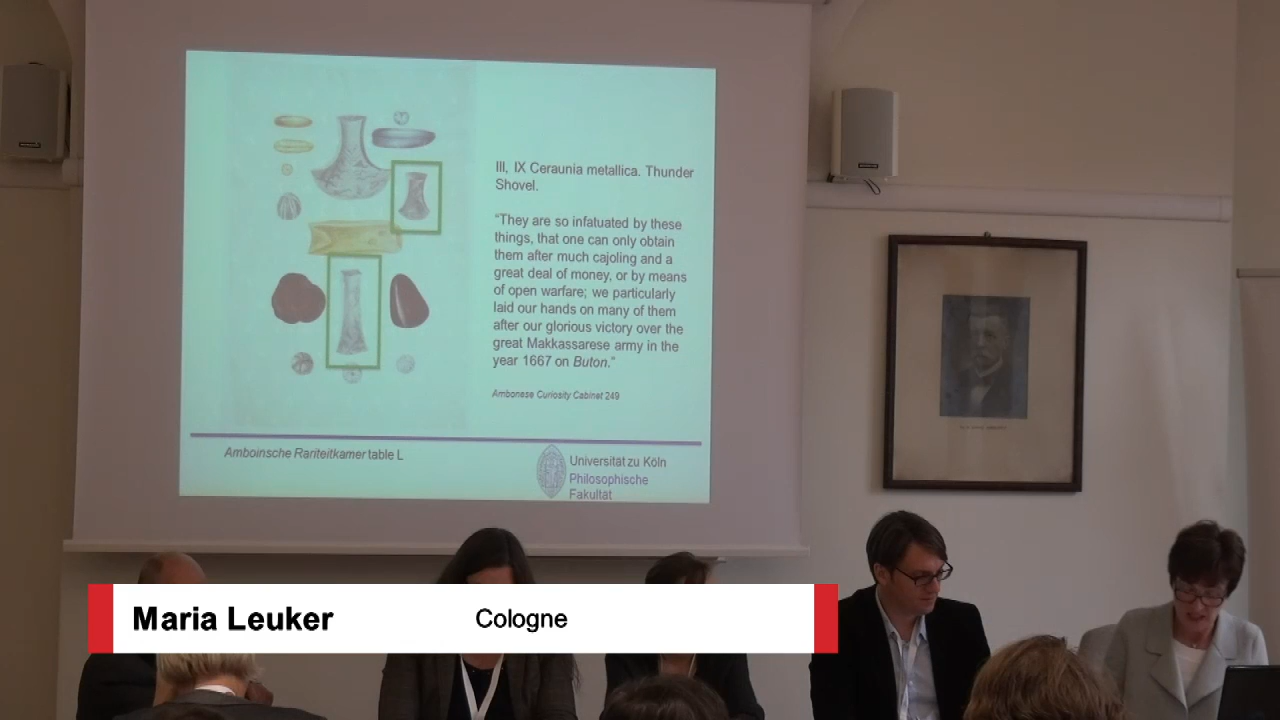 III, IX Ceraunia metallica. Thunder
Shovel.
“They are so infatuated by these
things, that one can only obtain
them after much cajoling and a
great deal of money, or by means
of open warfare; we particularly
laid our hands on many of them
after our glorious victory over the
great Makkassarese army in the
year 1667 on Buton.”
Ambonese Curiosity Cabinet 249
Amboinsche Rariteitkamer table L
Universität zu Köln
Philosophische
Fakultät
Maria Leuker Cologne